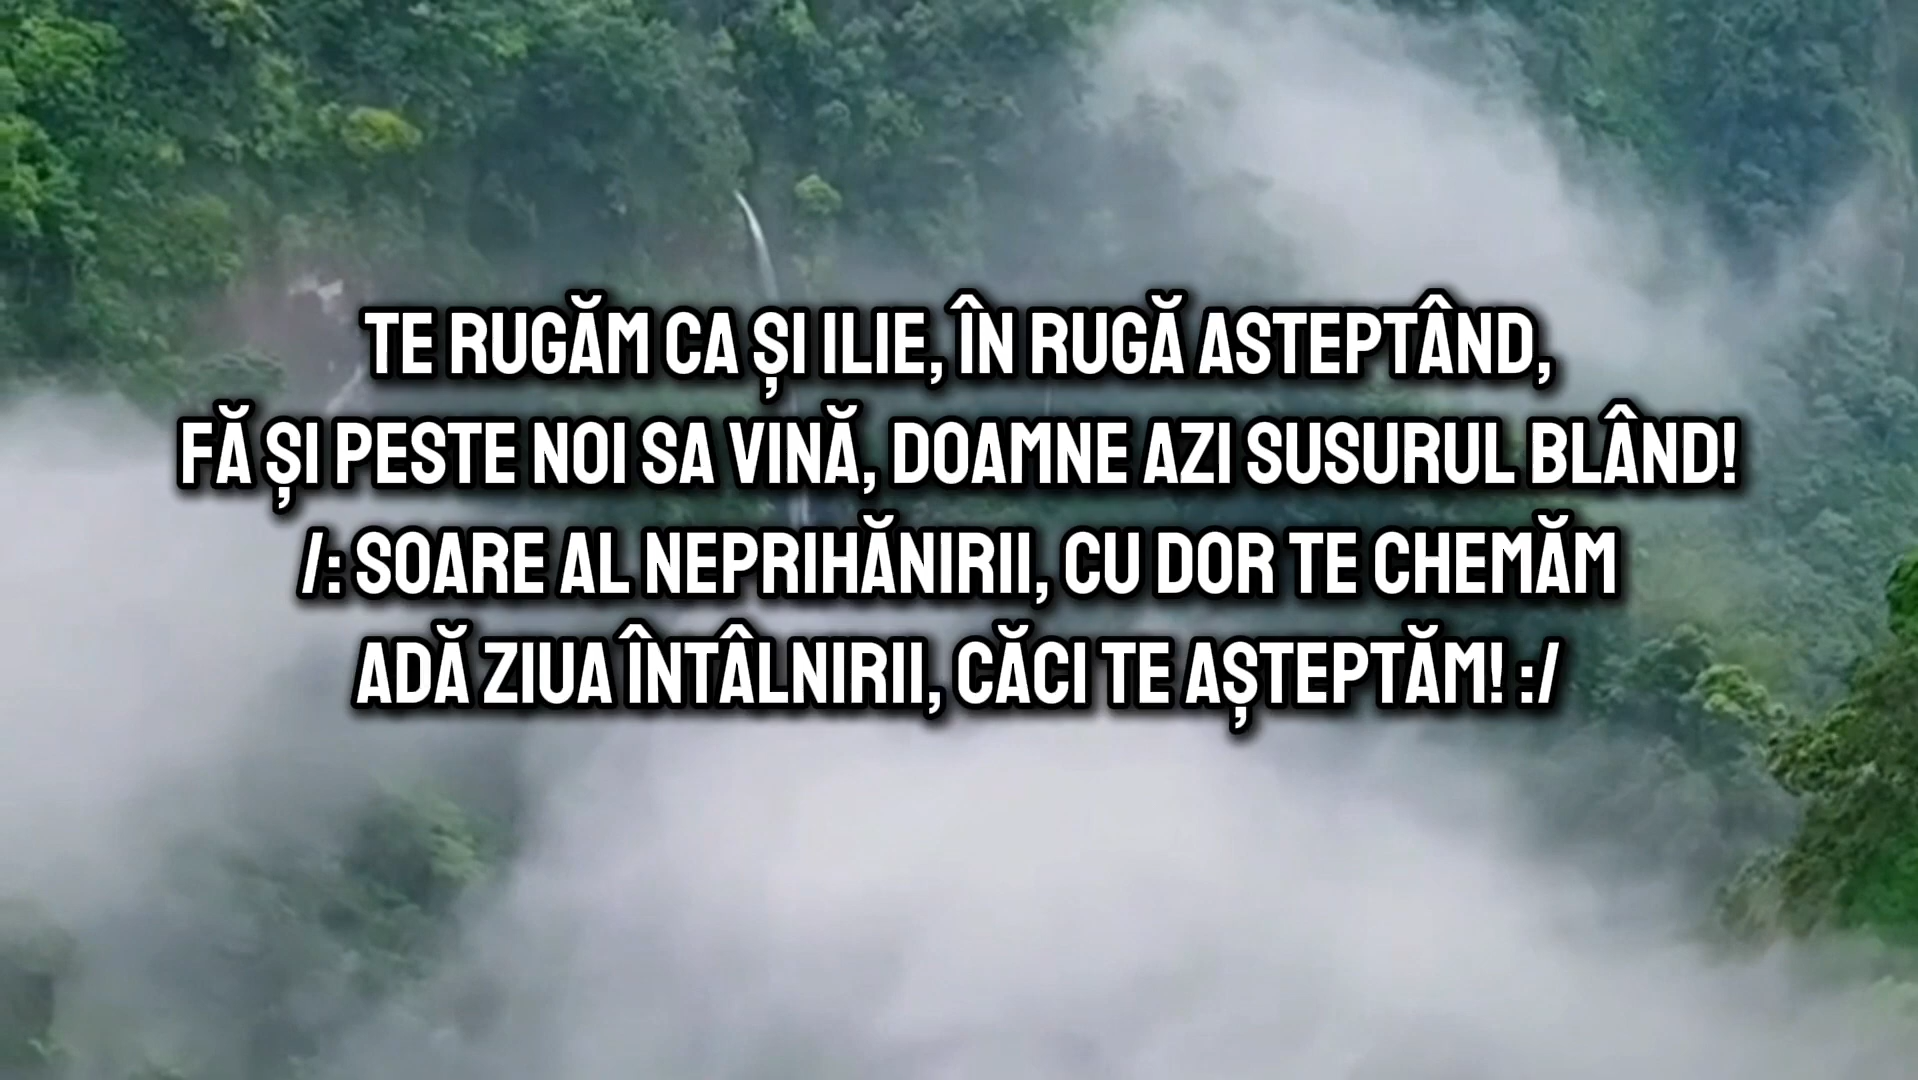 TE RUGĂM CA ȘI ILIE, ÎN RUGĂ ASTEPTÂND,
FĂ ȘI PESTE NOI SA VINĂ, DOAMNE AZI SUSURUL BLÂND!
/: SOARE AL NEPRIHĂNIRII, CU DOR TE CHEMĂM
ADĂ ZIUA ÎNTÂLNIRII, CĂCI TE AȘTEPTĂM! :/